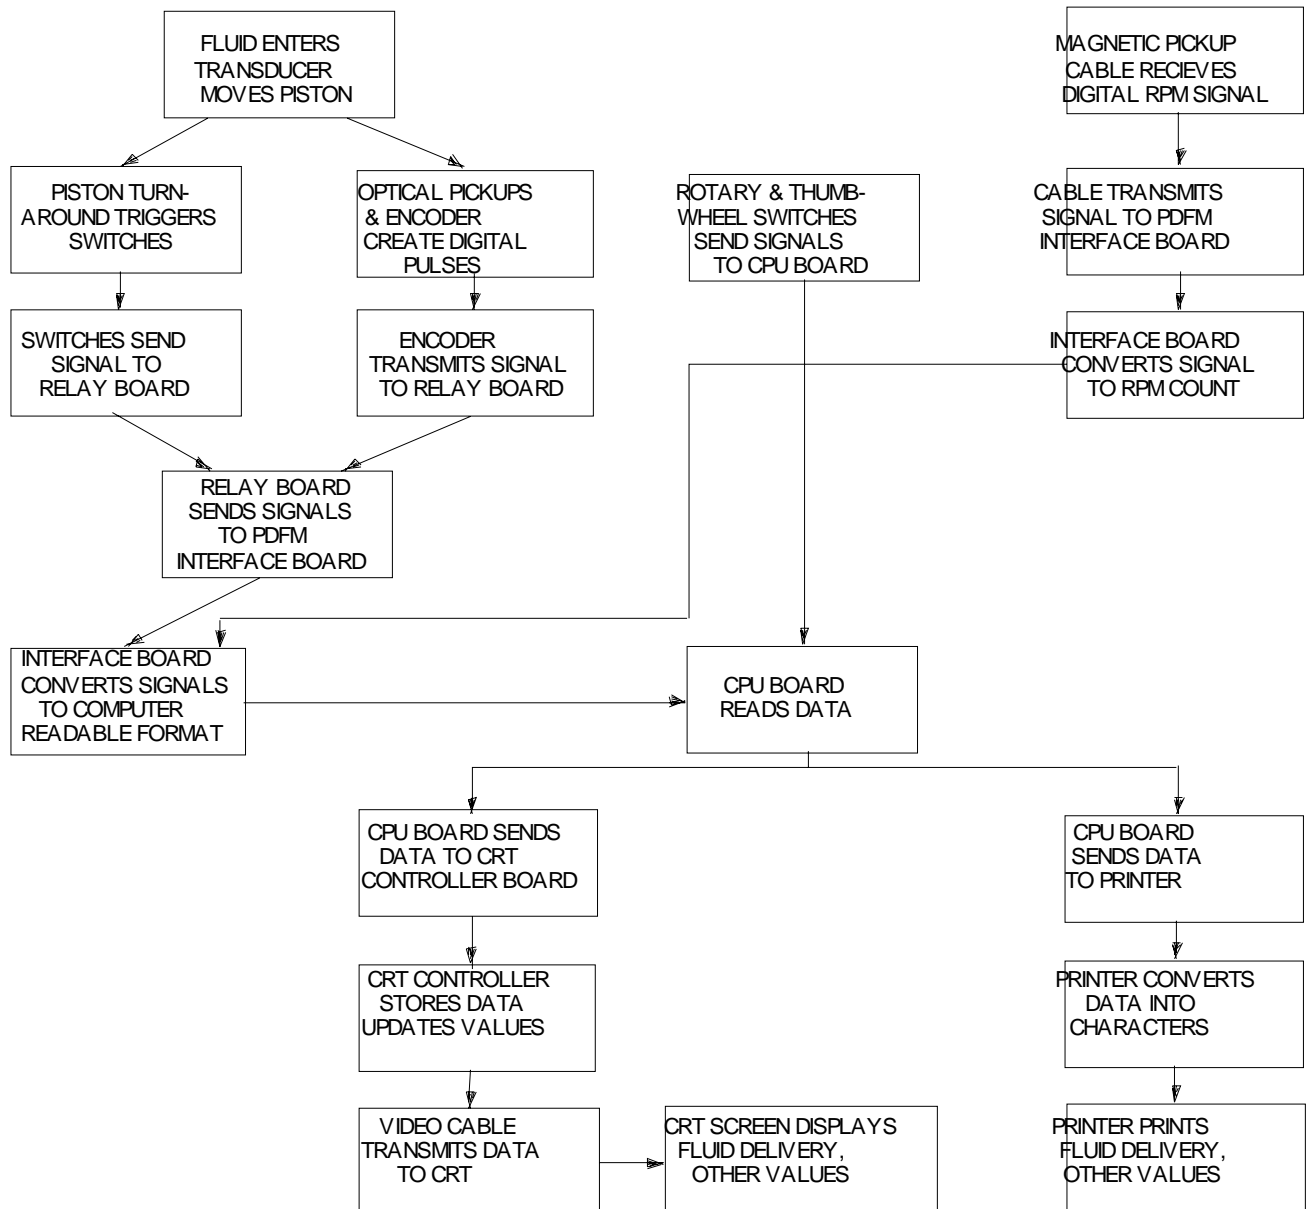 FLUID ENTERS
TRANSDUCER
MOVES PISTON
MAGNETIC PICKUP
CABLE RECIEVES
DIGITAL RPM SIGNAL
PISTON TURN-
AROUND TRIGGERS
SWITCHES
OPTICAL PICKUPS
& ENCODER
CREATE DIGITAL
PULSES
ROTARY & THUMB-
WHEEL SWITCHES
SEND SIGNALS
TO CPU BOARD
CABLE TRANSMITS
SIGNAL TO PDFM
INTERFACE BOARD
SWITCHES SEND
SIGNAL TO
RELAY BOARD
ENCODER
TRANSMITS SIGNAL
TO RELAY BOARD
INTERFACE BOARD
CONVERTS SIGNAL
TO RPM COUNT
RELAY BOARD
SENDS SIGNALS
TO PDFM
INTERFACE BOARD
INTERFACE BOARD
CONVERTS SIGNALS
TO COMPUTER
READABLE FORMAT
CPU BOARD
READS DATA
CPU BOARD SENDS
DATA TO CRT
CONTROLLER BOARD
CPU BOARD
SENDS DATA
TO PRINTER
CRT CONTROLLER
STORES DATA
UPDATES VALUES
PRINTER CONVERTS
DATA INTO
CHARACTERS
VIDEO CABLE
TRANSMITS DATA
TO CRT
CRT SCREEN DISPLAYS
FLUID DELIVERY,
OTHER VALUES
PRINTER PRINTS
FLUID DELIVERY,
OTHER VALUES